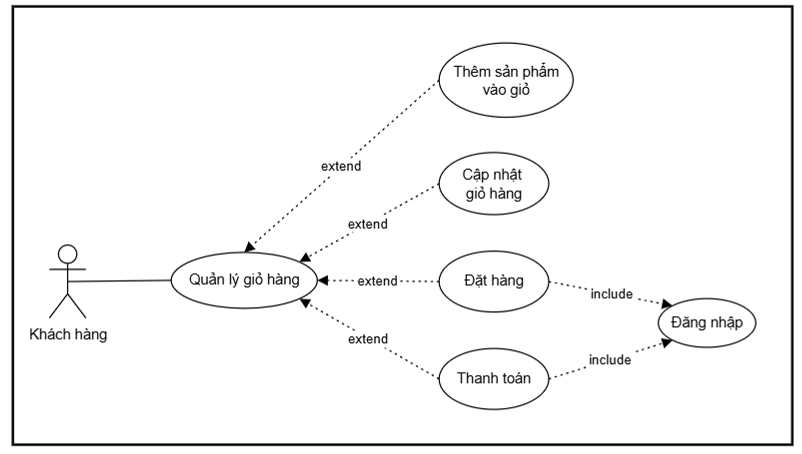 Thêm sản phẩm
vào giỏ
extend
Cập nhật
giỏ hàng
extend
Quản lý giỏ hàng
extend
Đặt hàng
include
Đăng nhập
Khách hàng
extend
include
Thanh toán